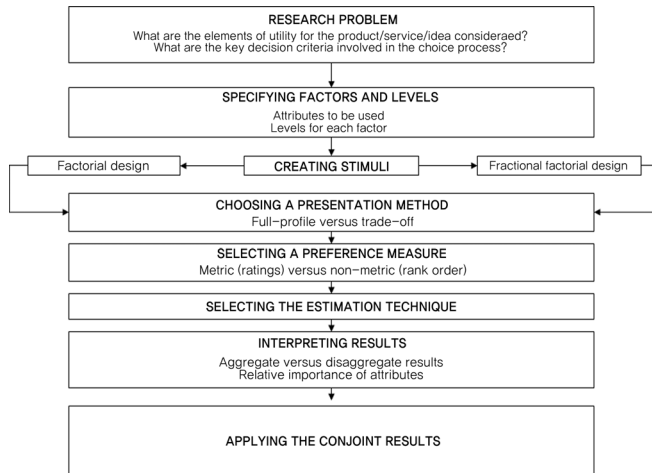 RESEARCH PROBLEM
What are the elements of utility for the product/service/idea consideraed?
What are the key decision criteria involved in the choice process?
SPECIFYING FACTORS AND LEVELS
Attributes to be used
Levels for each factor
Factorial design
CREATING STIMULI
Fractional factorial design
CHOOSING A PRESENTATION METHOD
Full-profile versus trade-off
SELECTING A PREFERENCE MEASURE
Metric (ratings) versus non-metric (rank order)
SELECTING THE ESTIMATION TECHNIQUE
INTERPRETING RESULTS
Aggregate versus disaggregate results
Relative importance of attributes
APPLYING THE CONJOINT RESULTS